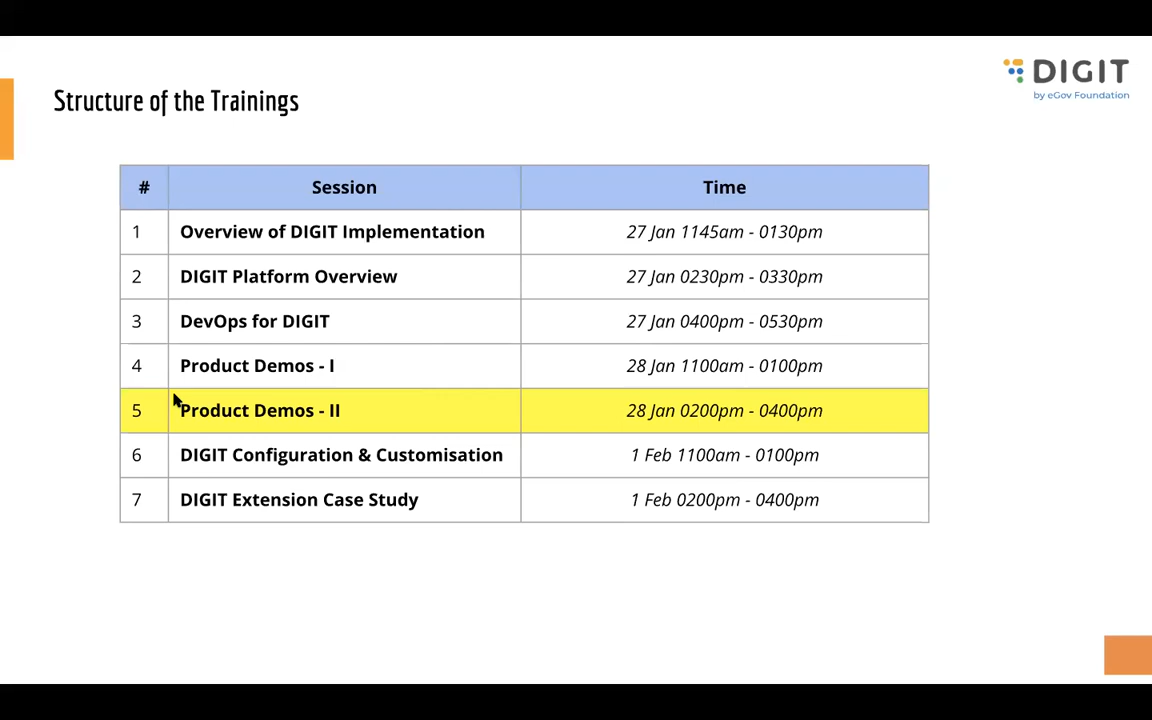 DIGIT
by eGov Foundation
Structure of the Trainings
# Session Time
1 Overview of DIGIT Implementation 27 Jan 1145am - 0130pm
2 DIGIT Platform Overview 27 Jan 0230pm - 0330pm
3 DevOps for DIGIT 27 Jan 0400pm - 0530pm
4 Product Demos - I 28 Jan 1100am - 0100pm
5 Product Demos - II 28 Jan 0200pm - 0400pm
6 DIGIT Configuration & Customisation 1 Feb 1100am - 0100pm
7 DIGIT Extension Case Study 1 Feb 0200pm - 0400pm